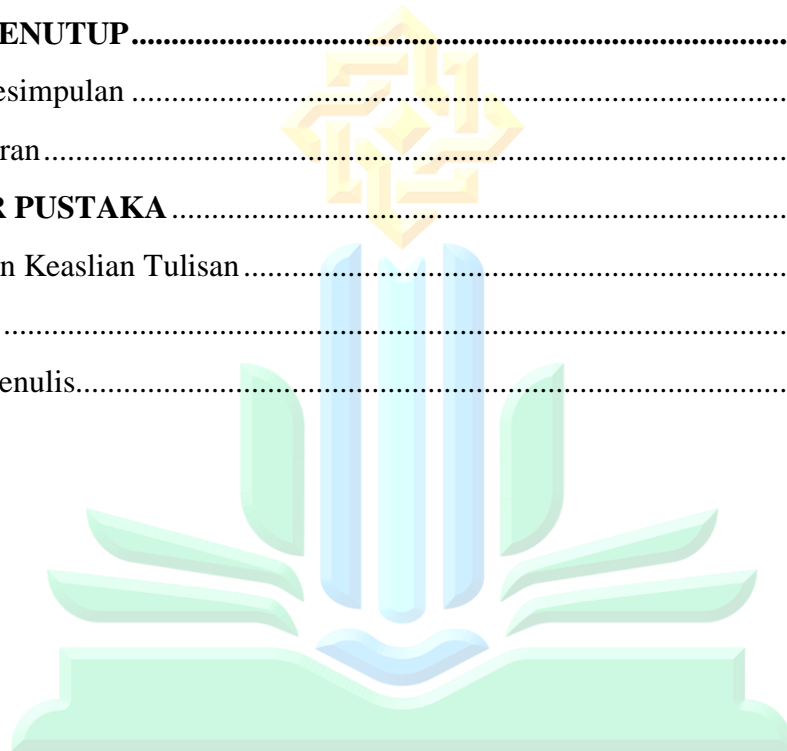 ENUTUP....................................................................................
esimpulan ....................................................................................
ran....................................................................................
R PUSTAKA....................................................................................
n Keaslian Tulisan....................................................................................
....................................................................................
enulis....................................................................................